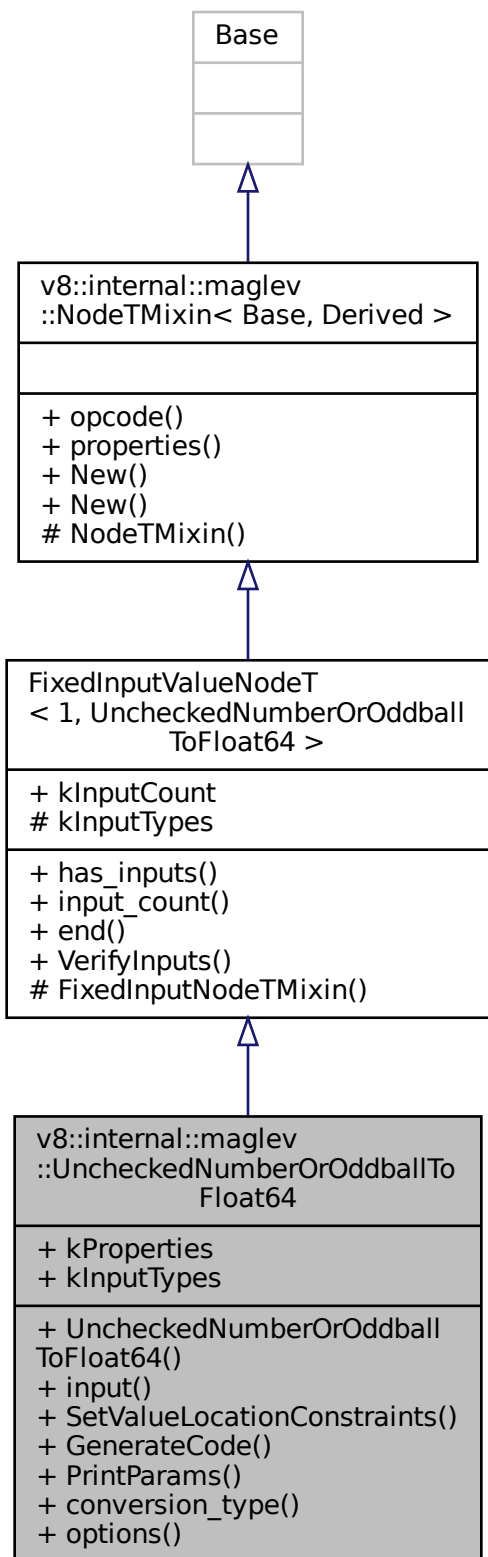 Base
v8::internal::maglev
::NodeTMixin< Base, Derived >
+ opcode()
+ properties()
+ New()
+ New()
# NodeTMixin()
FixedInputValueNodeT
< 1, UncheckedNumberOrOddball
ToFloat64 >
+ kInputCount
# kInputTypes
+ has_inputs()
+ input_count()
+ end()
+ VerifyInputs()
# FixedInputNodeTMixin()
v8::internal::maglev
::UncheckedNumberOrOddballTo
Float64
+ kProperties
+ kInputTypes
+ UncheckedNumberOrOddball
ToFloat64()
+ input()
+ SetValueLocationConstraints()
+ GenerateCode()
+ PrintParams()
+ conversion_type()
+ options()